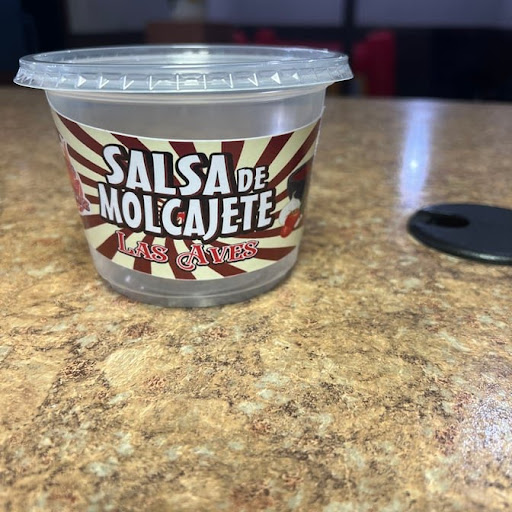 SALSA DE
MOLCAJETE
LAS AVES